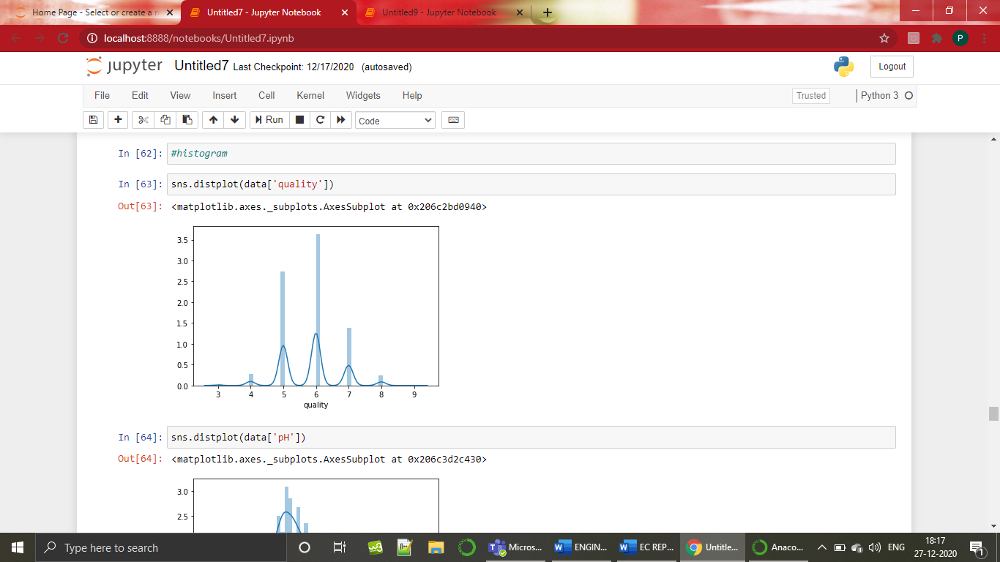 Home Page - Select or create a n
Untitled7 - Jupyter Notebook
Untitled9 - Jupyter Notebook
localhost:8888/notebooks/Untitled7.ipynb
P
jupyter Untitled7 Last Checkpoint: 12/17/2020 (autosaved)
Logout
File Edit View Insert Cell Kernel Widgets Help
Trusted
Python 3
Run
Code
In [62]: #histogram
In [63]: sns.distplot(data['quality'])
Out[63]: <matplotlib.axes._subplots.AxesSubplot at 0x206c2bd0940>
3.5
3.0
2.5
2.0
1.5
1.0
0.5
0.0
3 4 5 6 7 8 9
quality
In [64]: sns.distplot(data['pH'])
Out[64]: <matplotlib.axes._subplots.AxesSubplot at 0x206c3d2c430>
3.0
2.5
Type here to search
Micros...
ENGIN...
EC REP...
Untitle...
Anaco...
ENG
18:17
27-12-2020
1